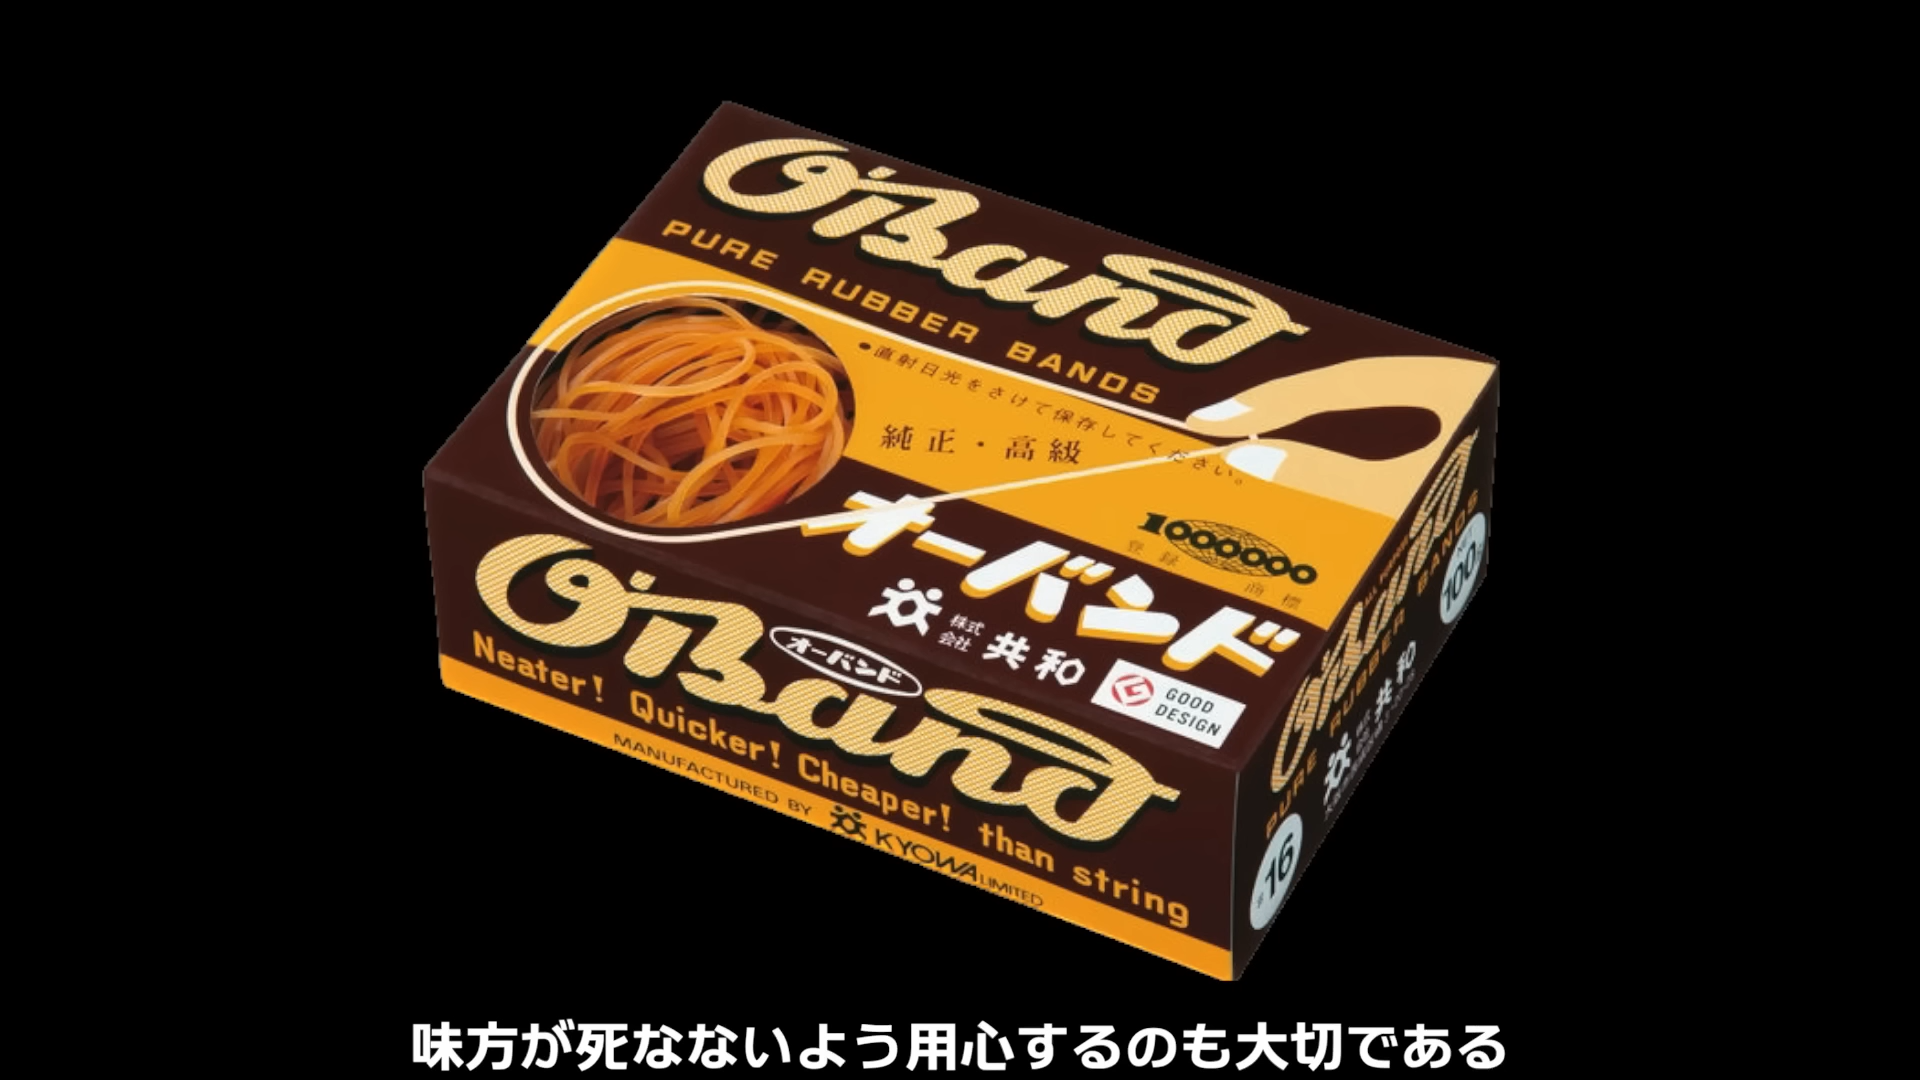 O'Band
PURE RUBBER BANDS
●直射日光をさけて保存してください。
純正・高級
1000000
登録商標
オーバンド
株式会社 共和
GOOD DESIGN
O'Band
オーバンド
Neater! Quicker! Cheaper! than string
MANUFACTURED BY KYOWA LIMITED
O'Band
PURE RUBBER BANDS
共和
100
16
味方が死なないよう用心するのも大切である